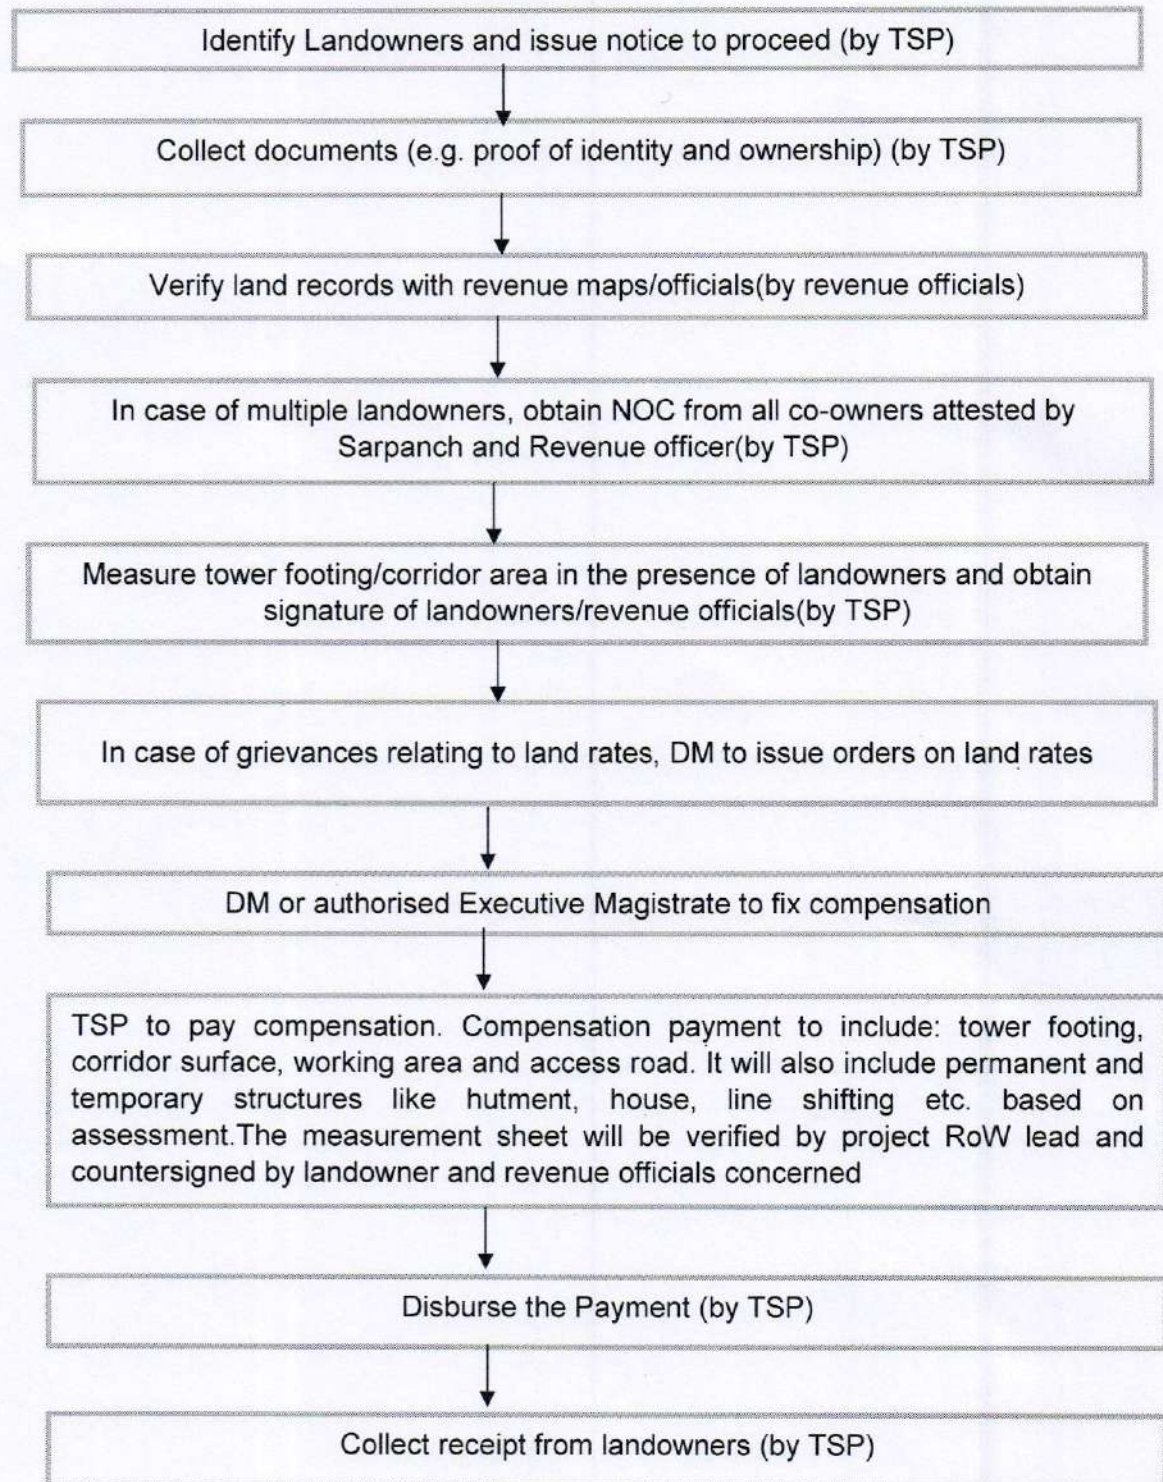 Identify Landowners and issue notice to proceed (by TSP)
Collect documents (e.g. proof of identity and ownership) (by TSP)
Verify land records with revenue maps/officials(by revenue officials)
In case of multiple landowners, obtain NOC from all co-owners attested by
Sarpanch and Revenue officer(by TSP)
Measure tower footing/corridor area in the presence of landowners and obtain
signature of landowners/revenue officials(by TSP)
In case of grievances relating to land rates, DM to issue orders on land rates
DM or authorised Executive Magistrate to fix compensation
TSP to pay compensation. Compensation payment to include: tower footing,
corridor surface, working area and access road. It will also include permanent and
temporary structures like hutment, house, line shifting etc. based on
assessment.The measurement sheet will be verified by project RoW lead and
countersigned by landowner and revenue officials concerned
Disburse the Payment (by TSP)
Collect receipt from landowners (by TSP)